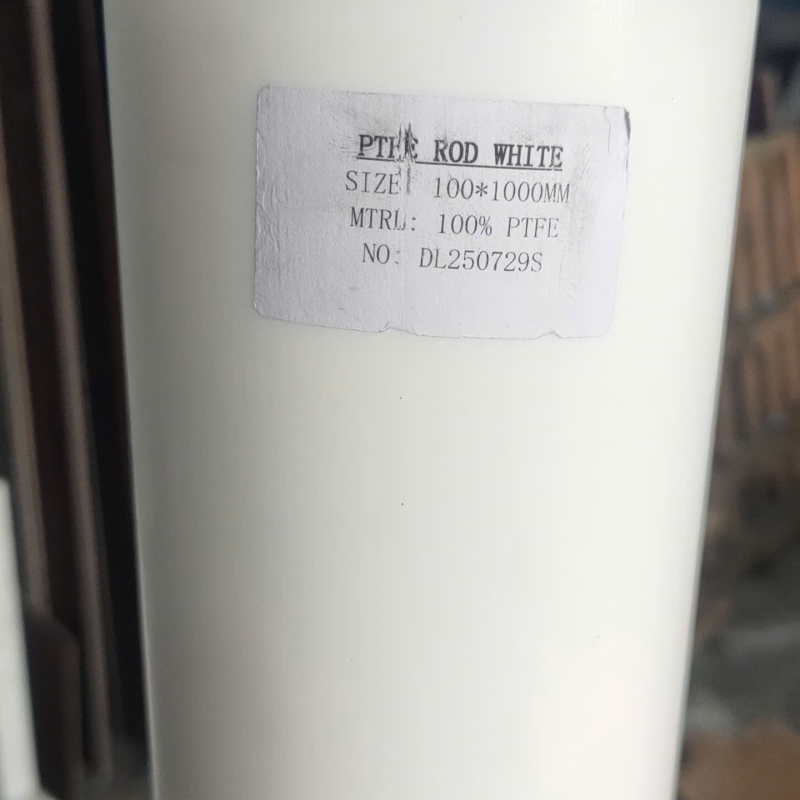 PTFE ROD WHITE
SIZE: 100*1000MM
MTRL: 100% PTFE
NO: DL250729S